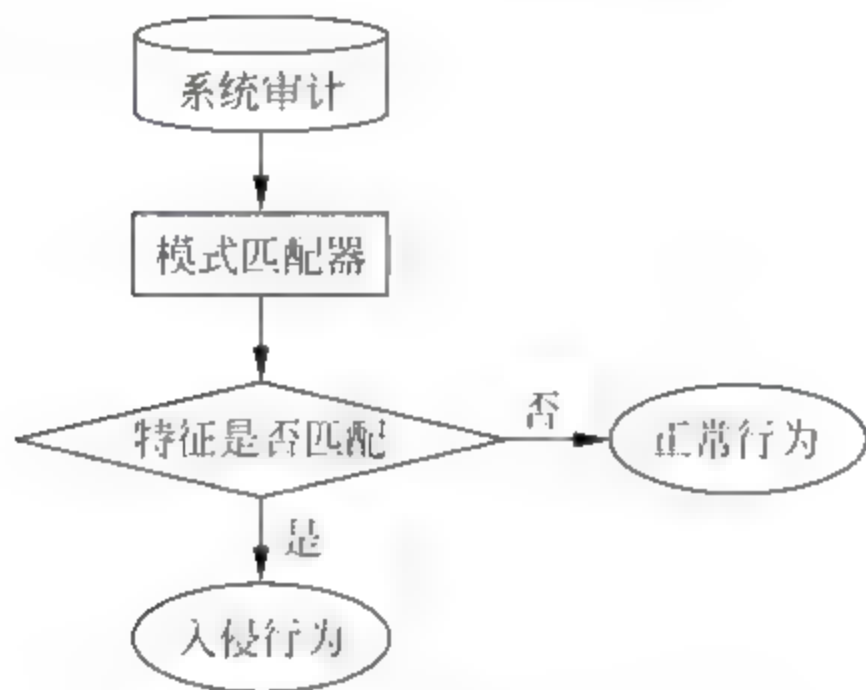 系统审计
模式匹配器
特征是否匹配
否
正常行为
是
入侵行为